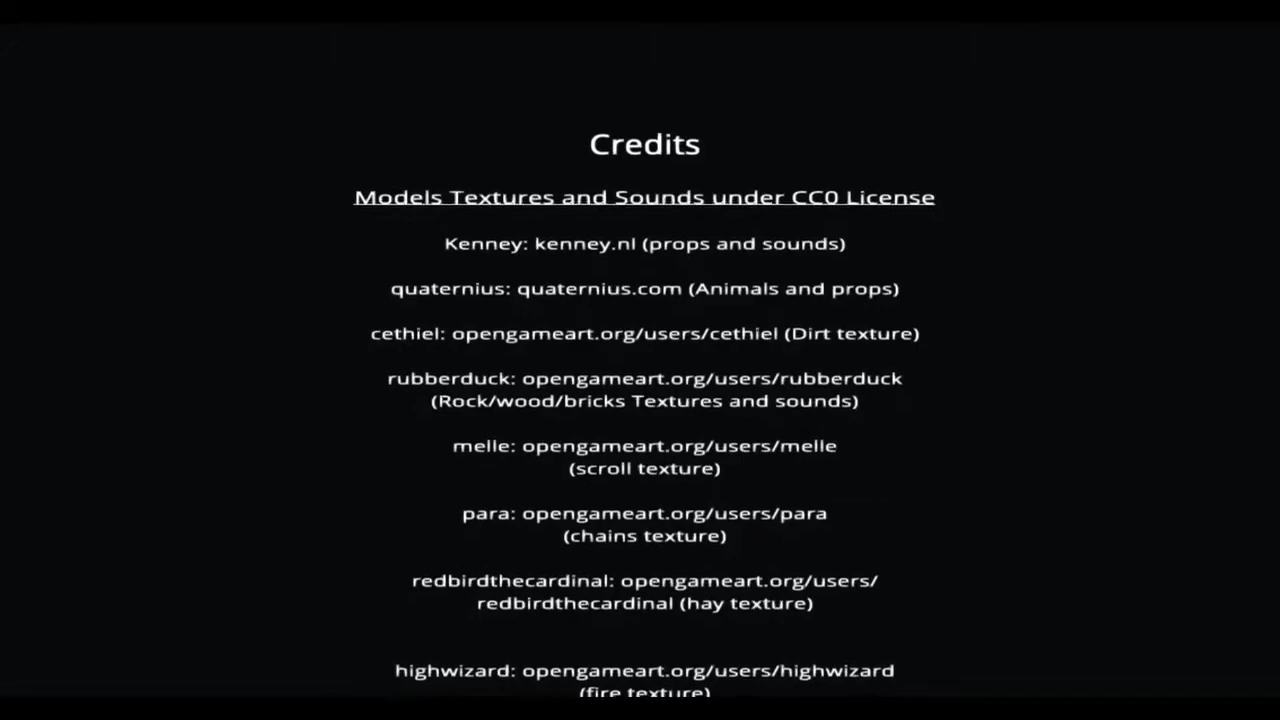 Credits
Models Textures and Sounds under CC0 License
Kenney: kenney.nl (props and sounds)
quaternius: quaternius.com (Animals and props)
cethiel: opengameart.org/users/cethiel (Dirt texture)
rubberduck: opengameart.org/users/rubberduck
(Rock/wood/bricks Textures and sounds)
melle: opengameart.org/users/melle
(scroll texture)
para: opengameart.org/users/para
(chains texture)
redbirdthecardinal: opengameart.org/users/
redbirdthecardinal (hay texture)
highwizard: opengameart.org/users/highwizard
(fire texture)